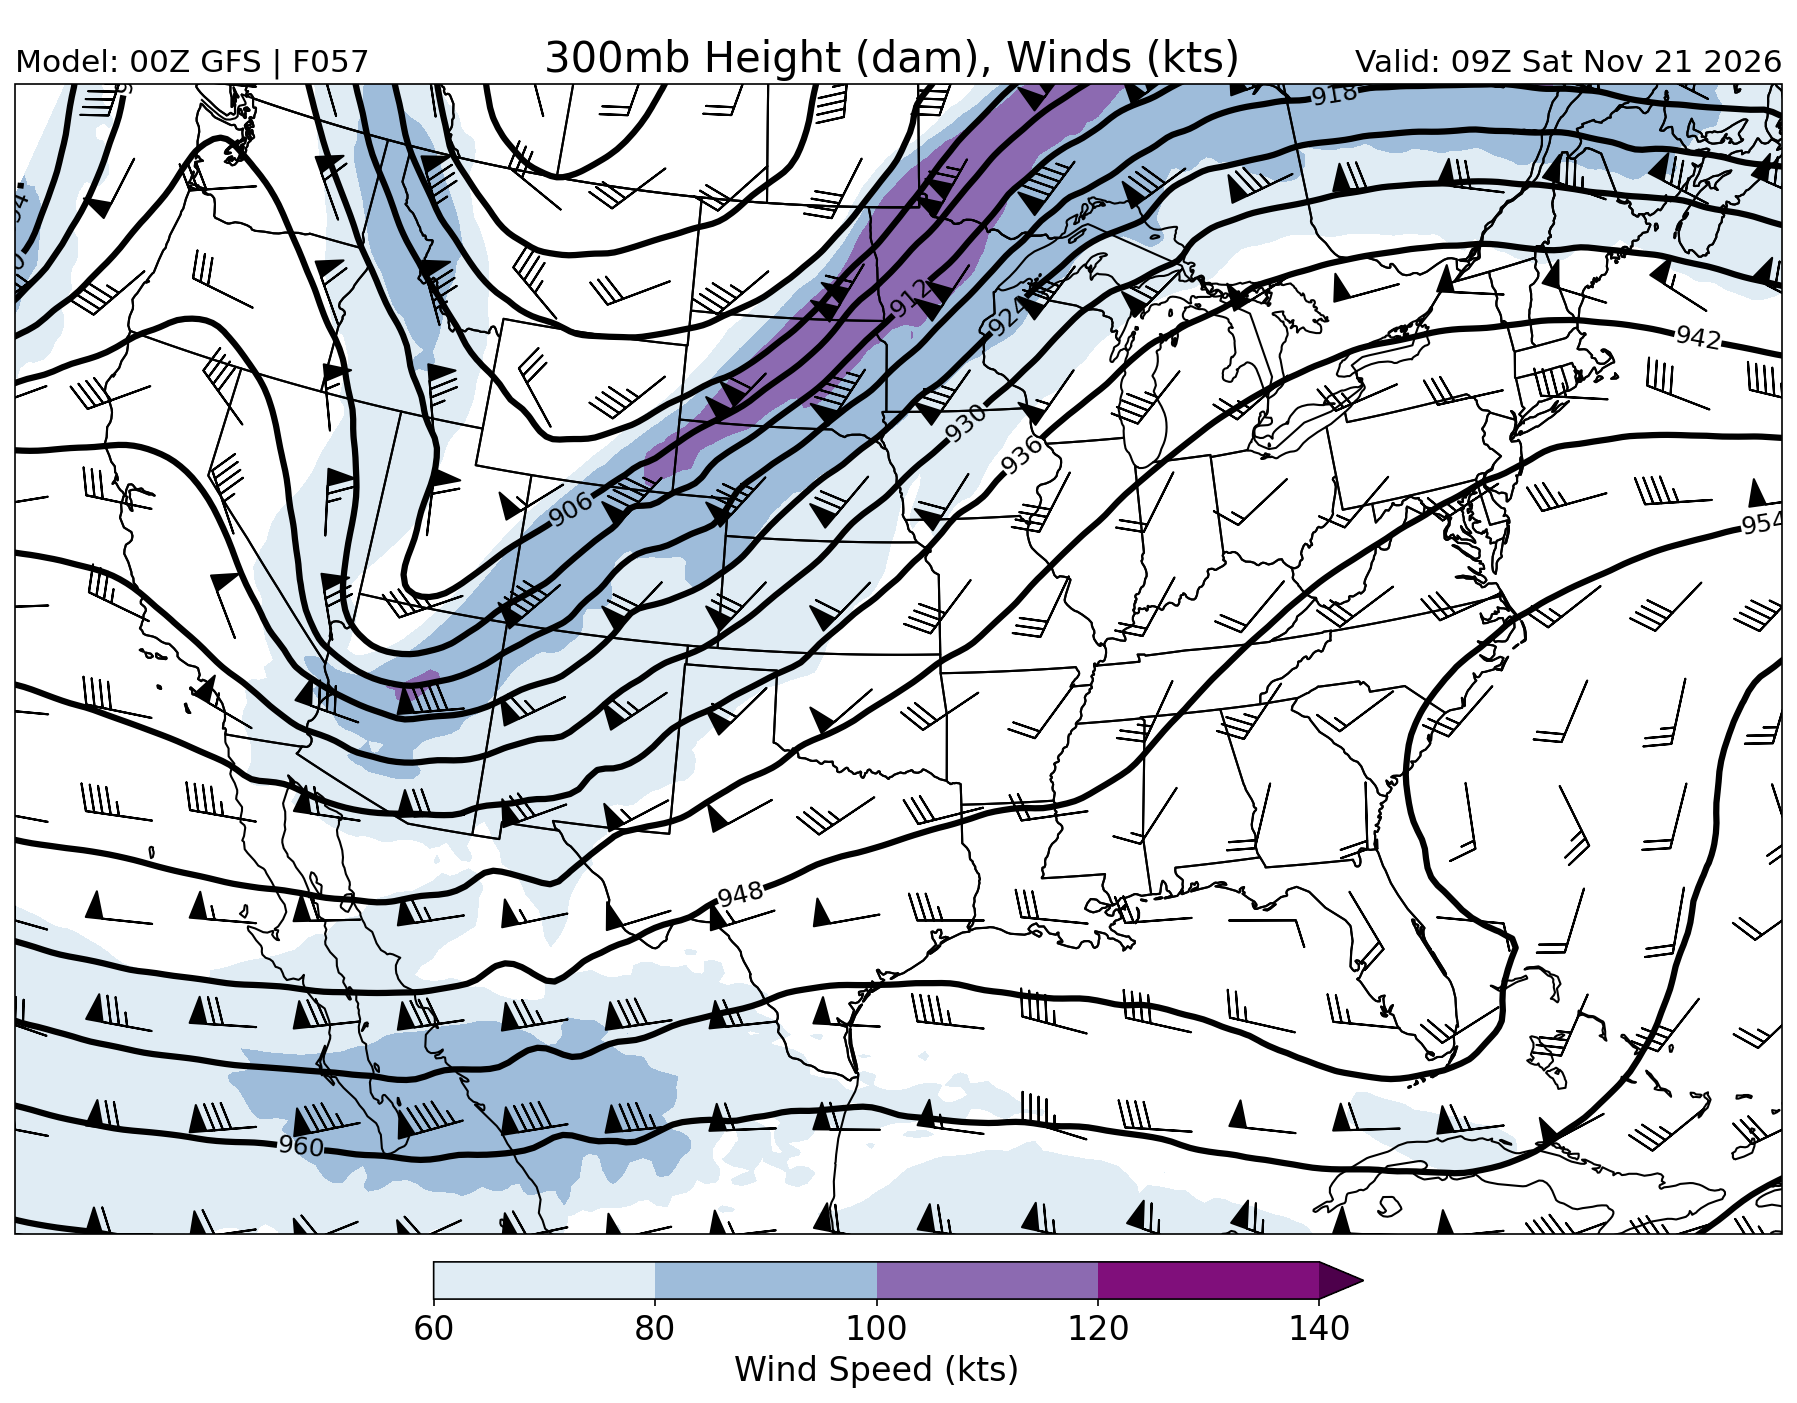 Model: 00Z GFS | F057
300mb Height (dam), Winds (kts)
Valid: 09Z Sat Nov 21 2026
918
912
924
942
930
936
906
954
948
960
60 80 100 120 140
Wind Speed (kts)